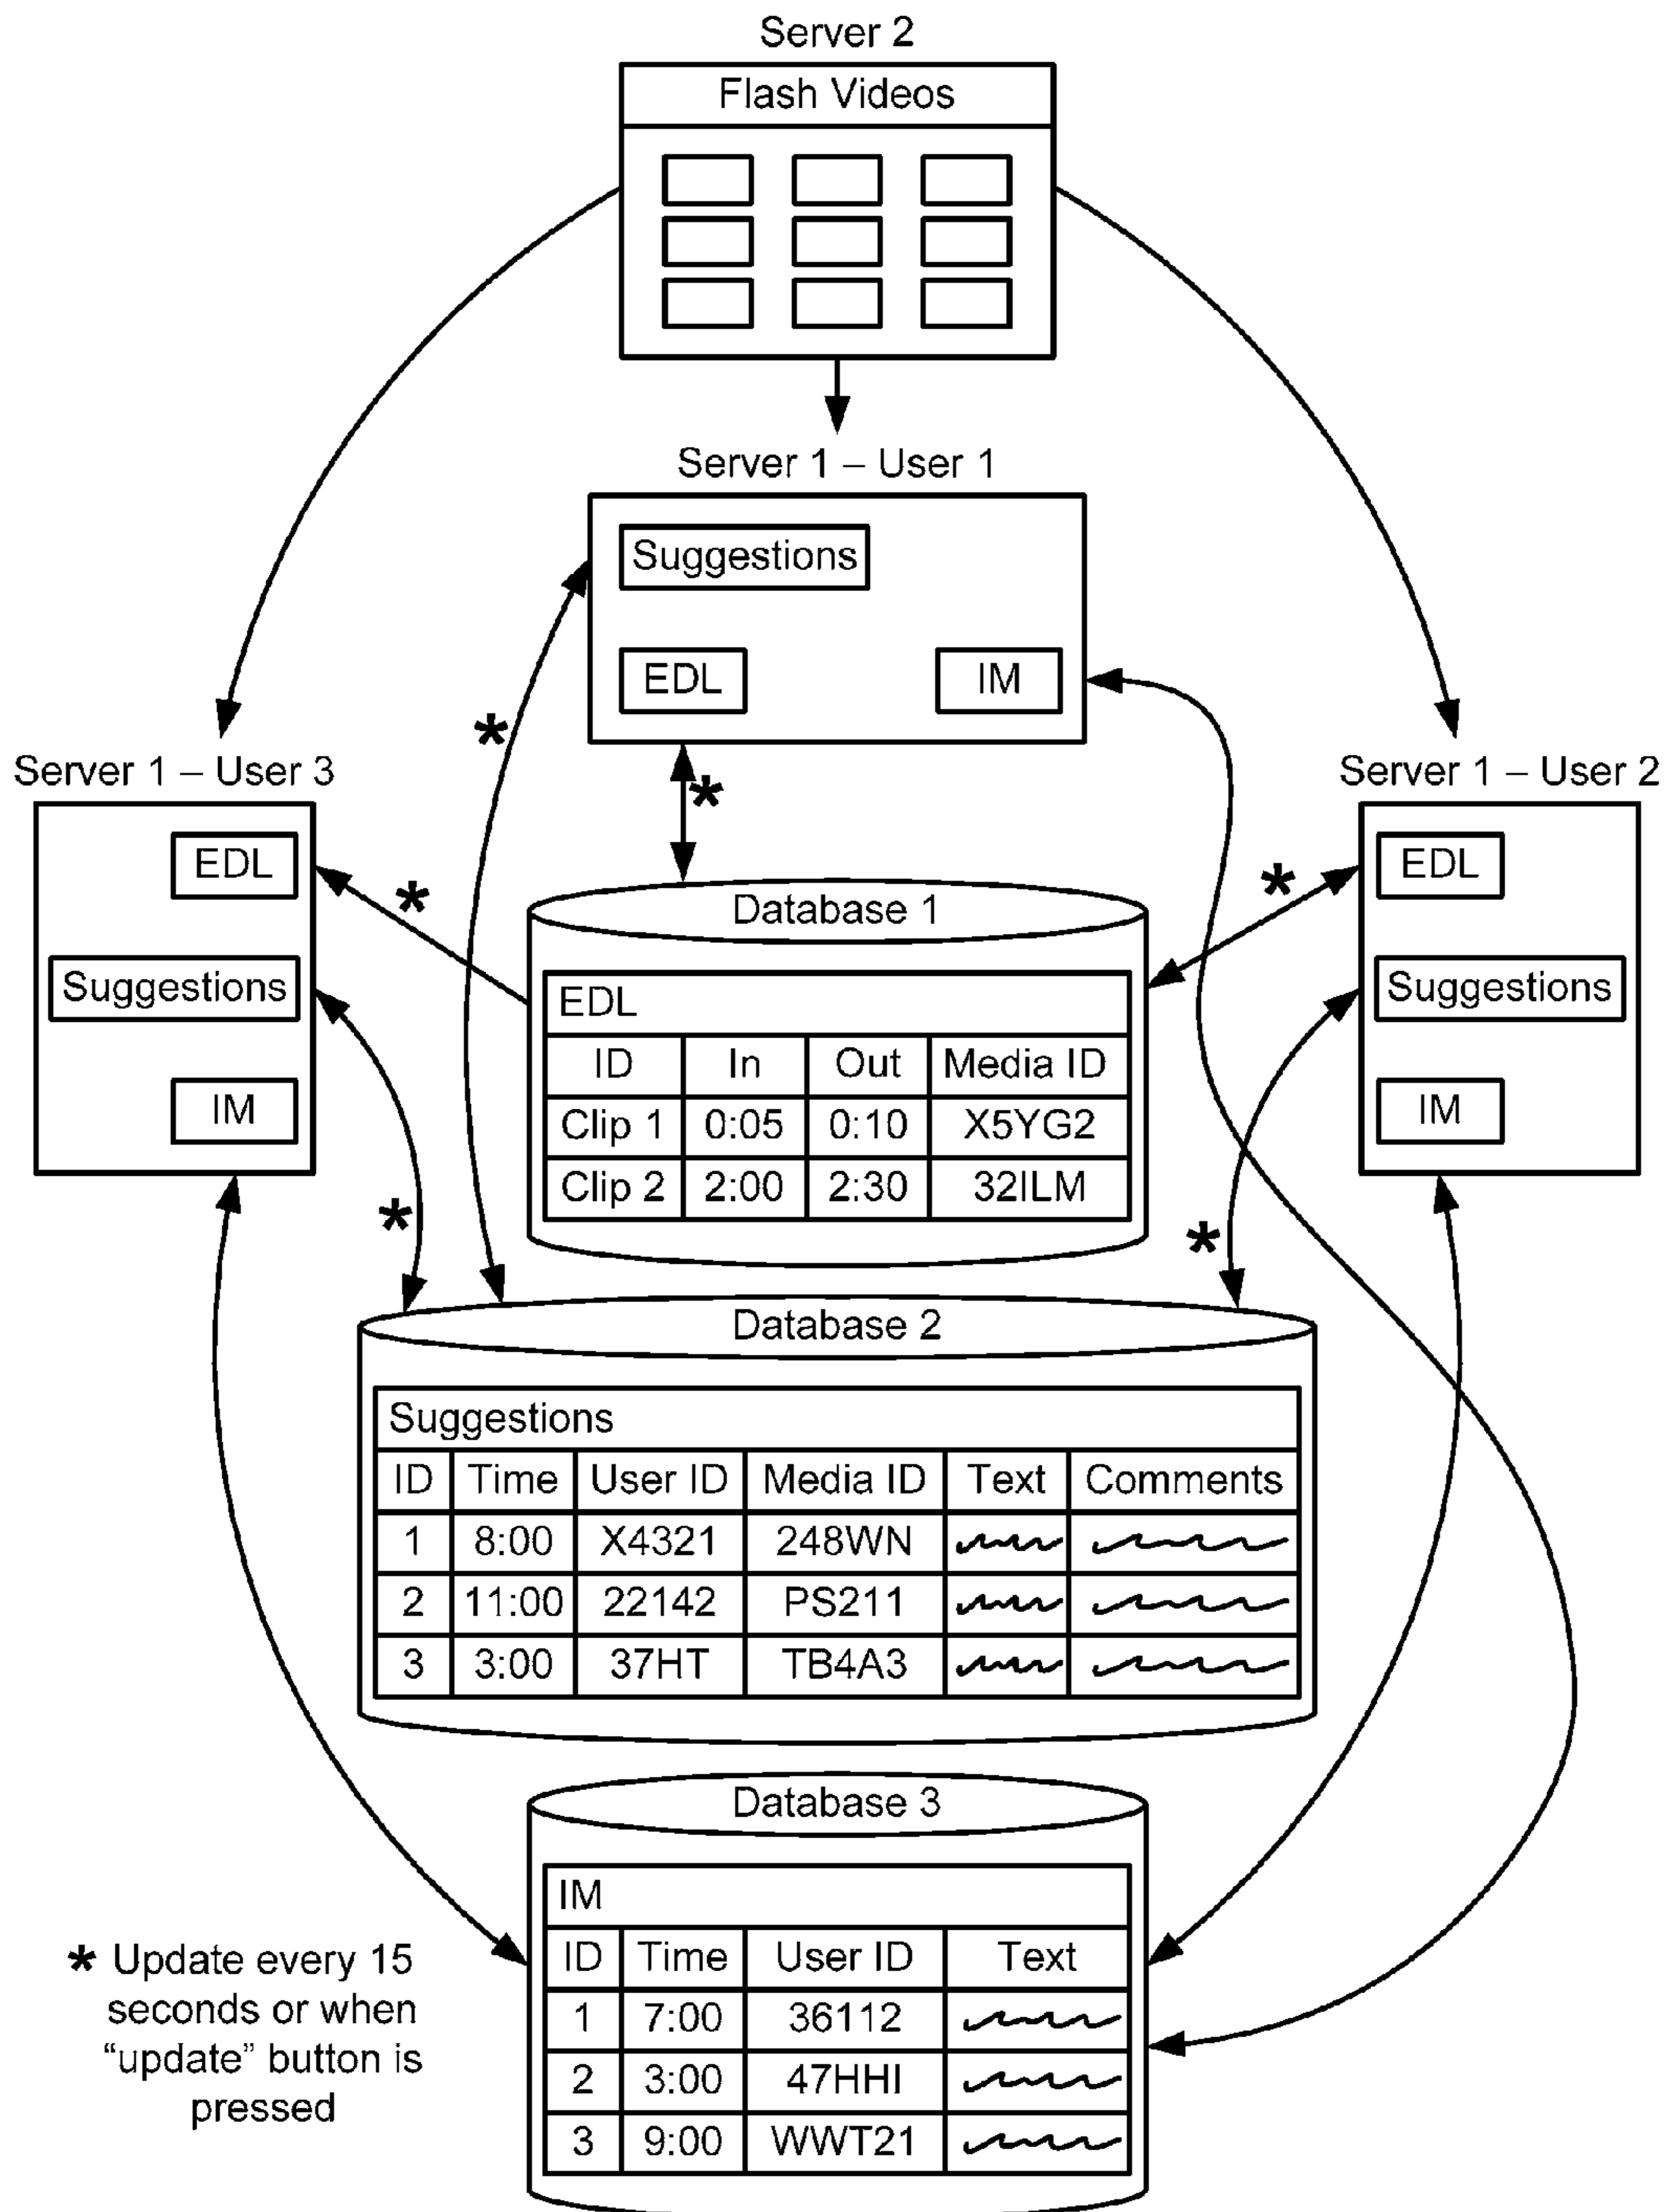 Server 2
Flash Videos
Server 1 – User 1
Suggestions
EDL
IM
*
*
Server 1 – User 3
EDL
Suggestions
IM
*
*
Server 1 – User 2
EDL
Suggestions
IM
*
*
Database 1
EDL
ID In Out Media ID
Clip 1 0:05 0:10 X5YG2
Clip 2 2:00 2:30 32ILM
Database 2
Suggestions
ID Time User ID Media ID Text Comments
1 8:00 X4321 248WN
2 11:00 22142 PS211
3 3:00 37HT TB4A3
Database 3
IM
ID Time User ID Text
1 7:00 36112
2 3:00 47HHI
3 9:00 WWT21
* Update every 15
seconds or when
“update” button is
pressed